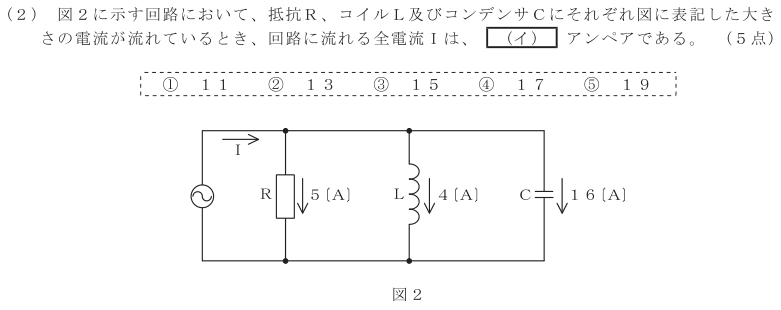 （２） 図２に示す回路において、抵抗Ｒ、コイルＬ及びコンデンサＣにそれぞれ図に表記した大き
さの電流が流れているとき、回路に流れる全電流Ｉは、 （イ） アンペアである。 （５点）
① １１ ② １３ ③ １５ ④ １７ ⑤ １９
Ｉ
Ｒ ５〔A〕 Ｌ ４〔A〕 Ｃ １６〔A〕
図２